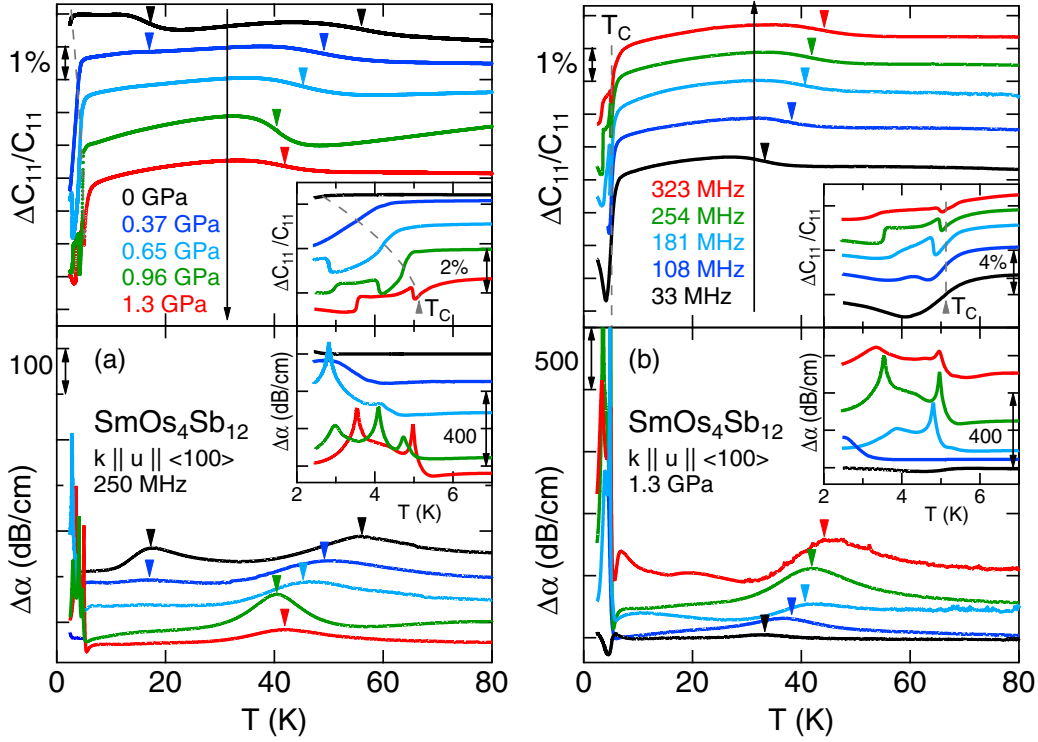 1%
ΔC11/C11
0 GPa
0.37 GPa
0.65 GPa
0.96 GPa
1.3 GPa
ΔC11/C11
2%
TC
100
(a)
SmOs4Sb12
k || u || <100>
250 MHz
Δα (dB/cm)
Δα (dB/cm)
400
2 4 6
T (K)
0 20 40 60 80
T (K)
TC
1%
ΔC11/C11
323 MHz
254 MHz
181 MHz
108 MHz
33 MHz
ΔC11/C11
4%
TC
500
(b)
SmOs4Sb12
k || u || <100>
1.3 GPa
Δα (dB/cm)
Δα (dB/cm)
400
2 4 6
T (K)
0 20 40 60 80
T (K)